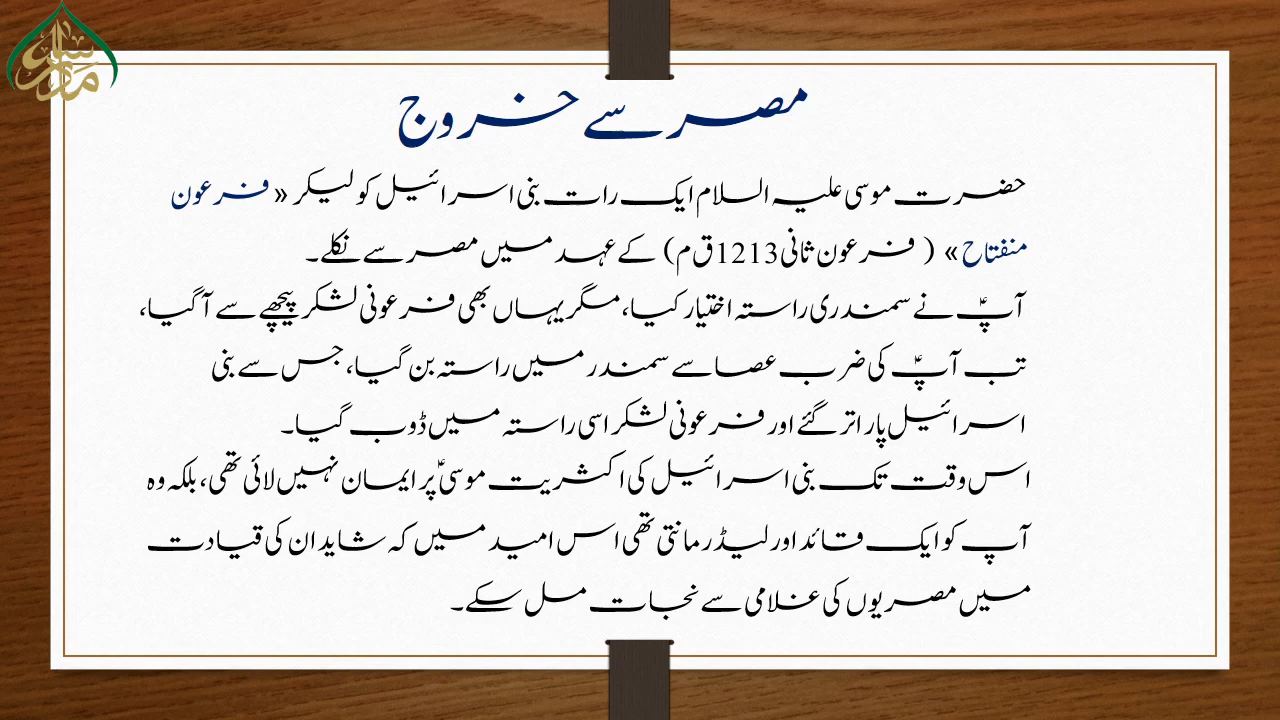 مصر سے خروج
حضرت موسی علیہ السلام ایک رات بنی اسرائیل کو لیکر « فرعون
منفتاح » ( فرعون ثانی 1213 ق م) کے عہد میں مصر سے نکلے۔
آپؑ نے سمندری راستہ اختیار کیا، مگر یہاں بھی فرعونی لشکر پیچھے سے آگیا،
تب آپؑ کی ضرب عصا سے سمندر میں راستہ بن گیا، جس سے بنی
اسرائیل پار اتر گئے اور فرعونی لشکر اسی راستہ میں ڈوب گیا۔
اس وقت تک بنی اسرائیل کی اکثریت موسیؑ پر ایمان نہیں لائی تھی، بلکہ وہ
آپ کو ایک قائد اور لیڈر مانتی تھی اس امید میں کہ شاید ان کی قیادت
میں مصریوں کی غلامی سے نجات مل سکے۔